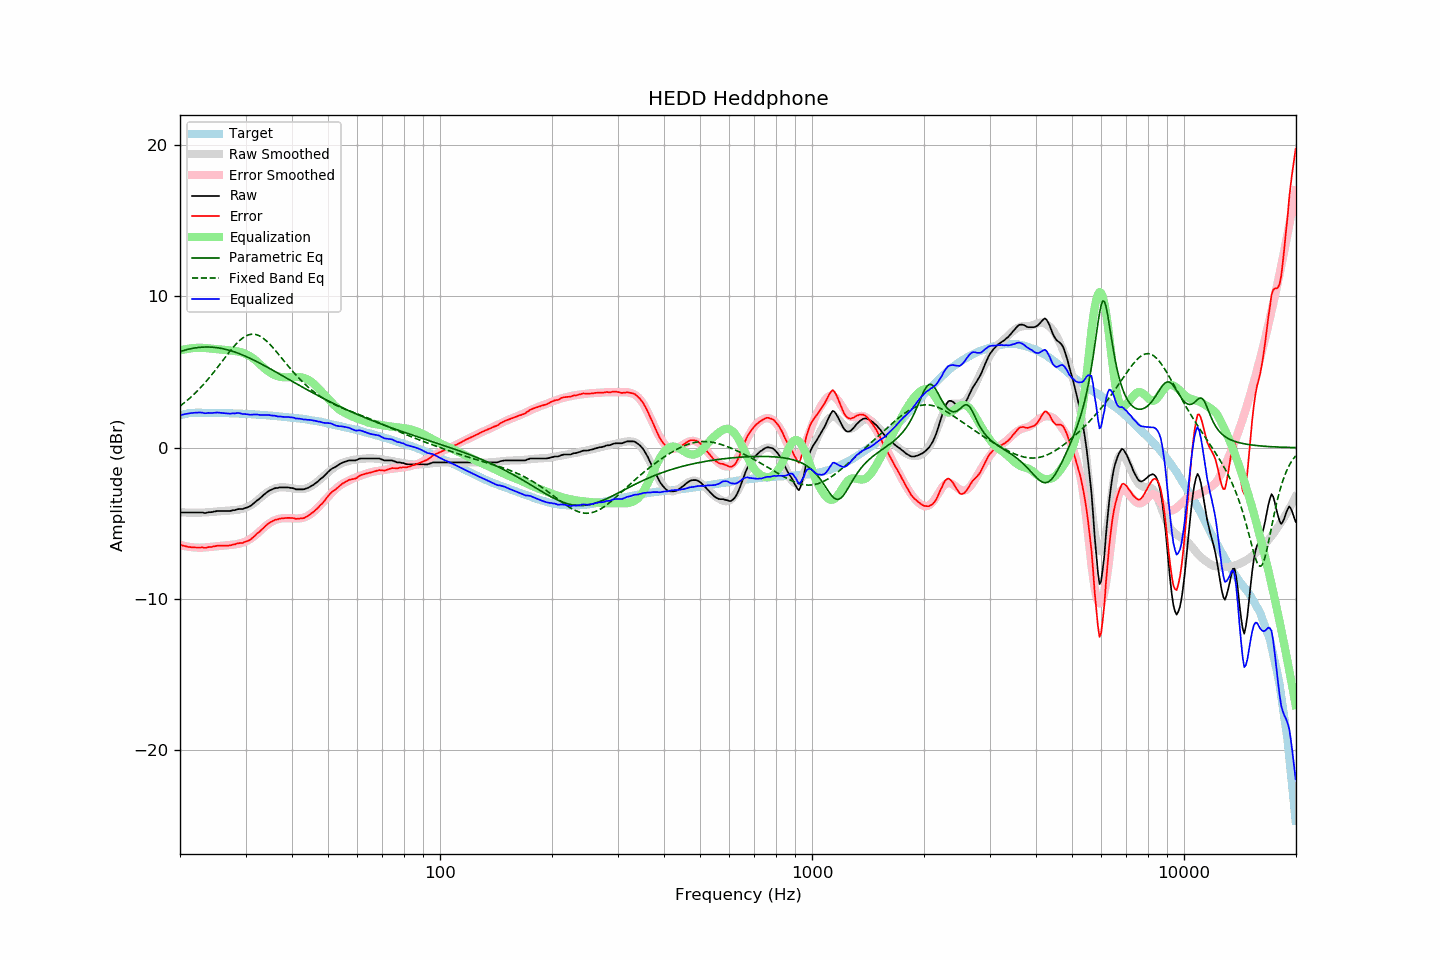 HEDD Heddphone
Target
Raw Smoothed
Error Smoothed
Raw
Error
Equalization
Parametric Eq
Fixed Band Eq
Equalized
20
10
0
−10
−20
Amplitude (dBr)
100
1000
10000
Frequency (Hz)